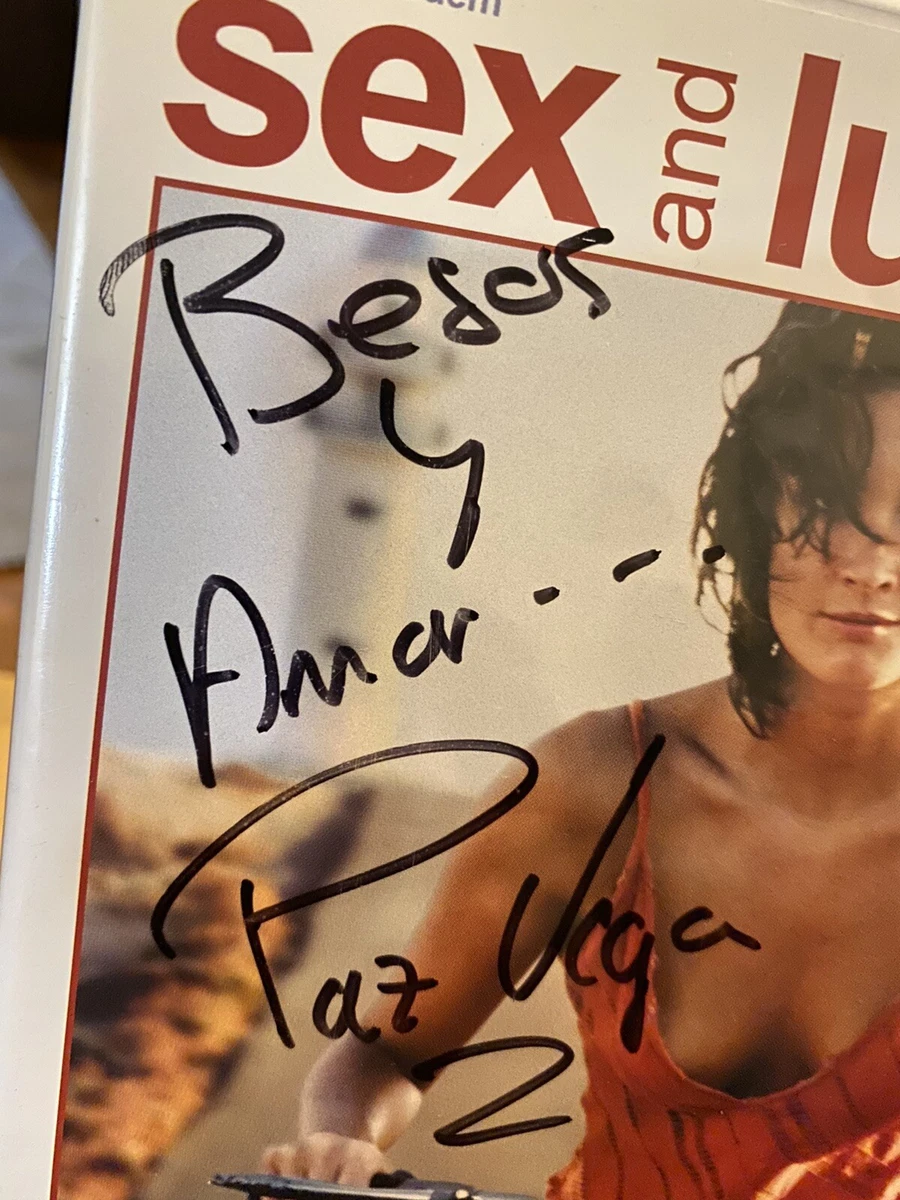 sex and lu
Besos
y
Amor....
Paz Vega